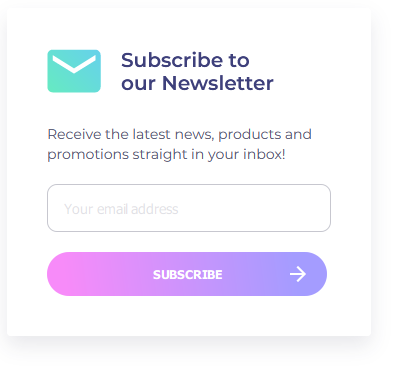 Subscribe to
our Newsletter
Receive the latest news, products and
promotions straight in your inbox!
Your email address
SUBSCRIBE